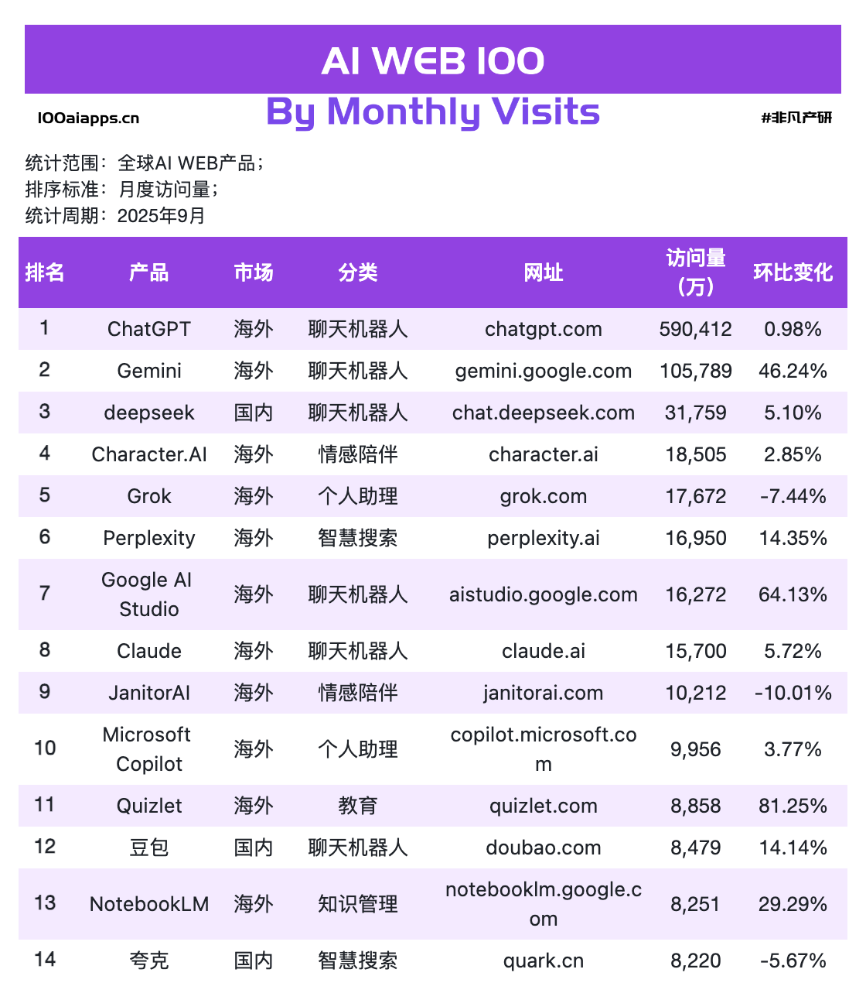 AI WEB 100
100aiapps.cn By Monthly Visits #非凡产研
统计范围：全球AI WEB产品；
排序标准：月度访问量；
统计周期：2025年9月
排名 产品 市场 分类 网址 访问量（万） 环比变化
1 ChatGPT 海外 聊天机器人 chatgpt.com 590,412 0.98%
2 Gemini 海外 聊天机器人 gemini.google.com 105,789 46.24%
3 deepseek 国内 聊天机器人 chat.deepseek.com 31,759 5.10%
4 Character.AI 海外 情感陪伴 character.ai 18,505 2.85%
5 Grok 海外 个人助理 grok.com 17,672 -7.44%
6 Perplexity 海外 智慧搜索 perplexity.ai 16,950 14.35%
7 Google AI Studio 海外 聊天机器人 aistudio.google.com 16,272 64.13%
8 Claude 海外 聊天机器人 claude.ai 15,700 5.72%
9 JanitorAI 海外 情感陪伴 janitorai.com 10,212 -10.01%
10 Microsoft Copilot 海外 个人助理 copilot.microsoft.com 9,956 3.77%
11 Quizlet 海外 教育 quizlet.com 8,858 81.25%
12 豆包 国内 聊天机器人 doubao.com 8,479 14.14%
13 NotebookLM 海外 知识管理 notebooklm.google.com 8,251 29.29%
14 夸克 国内 智慧搜索 quark.cn 8,220 -5.67%